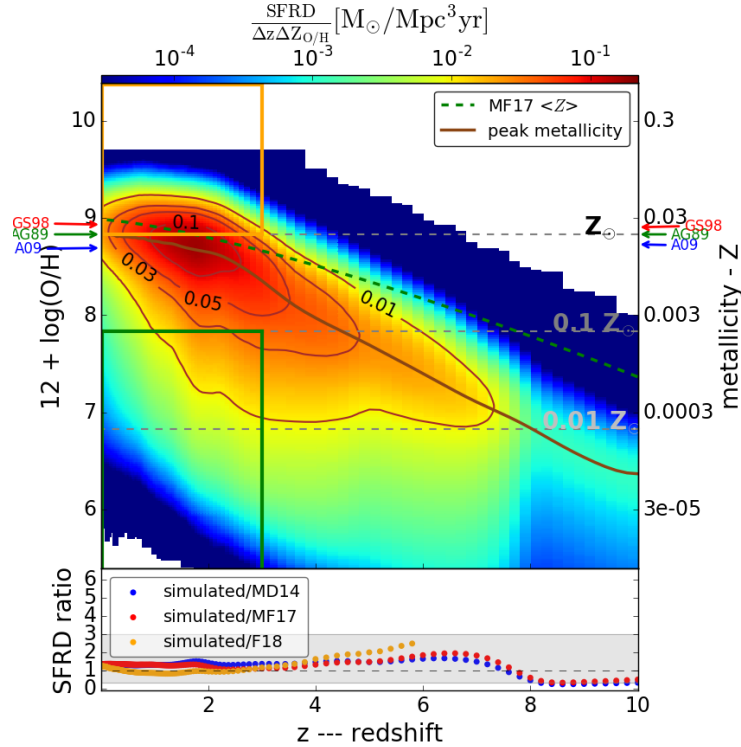 SFRD / Δz ΔZ_O/H [M⊙/Mpc³yr]
10⁻⁴ 10⁻³ 10⁻² 10⁻¹
MF17 <Z>
peak metallicity
10 0.3
GS98 9 0.03 GS98
AG89 0.1 Z⊙ AG89
A09 A09
0.03
0.05
0.01
8 0.003
0.1 Z⊙
7 0.0003
0.01 Z⊙
6 3e-05
12 + log(O/H)
metallicity - Z
6
5
4
3
2
1
0
simulated/MD14
simulated/MF17
simulated/F18
SFRD ratio
2 4 6 8 10
z --- redshift